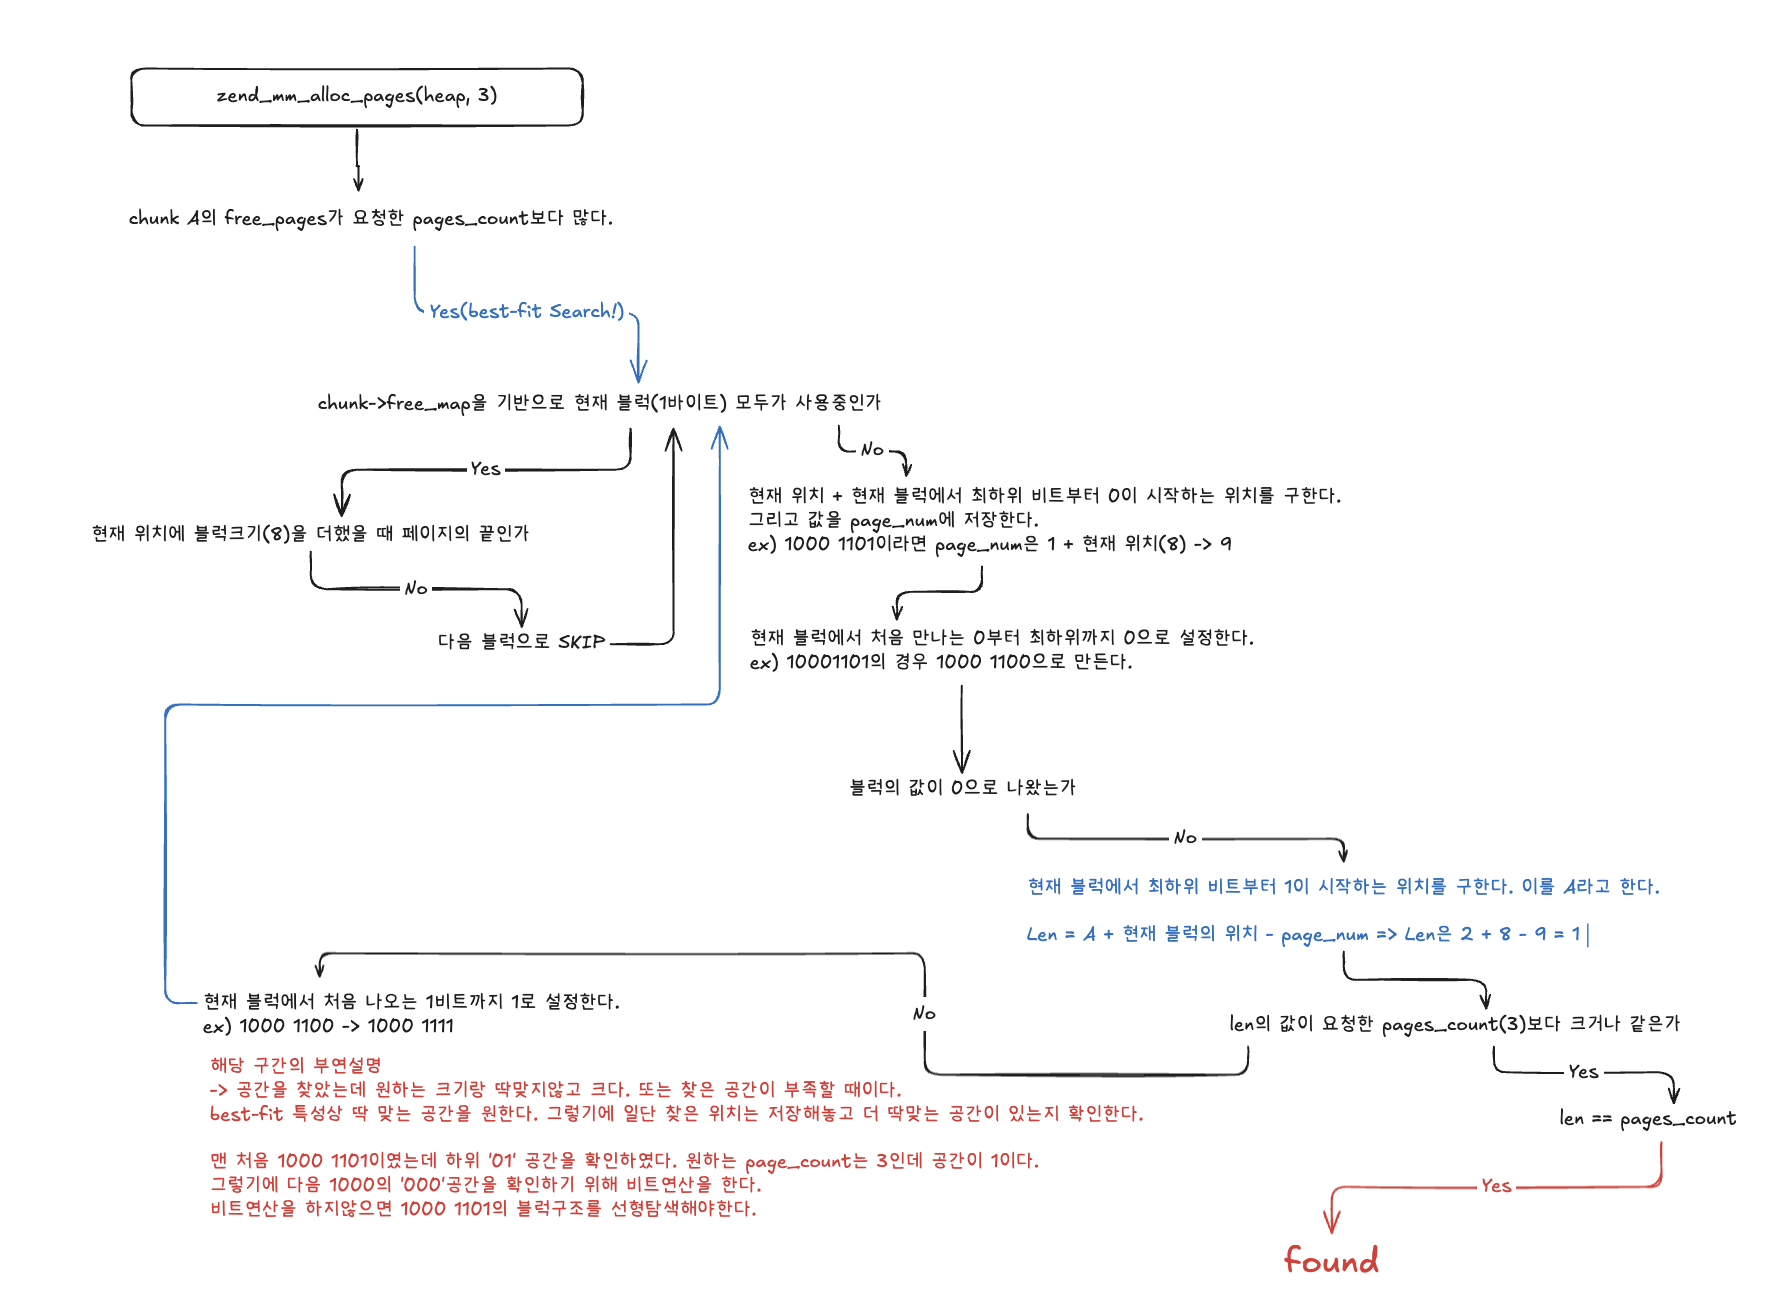 zend_mm_alloc_pages(heap, 3)
chunk A의 free_pages가 요청한 pages_count보다 많다.
Yes(best-fit Search!)
chunk->free_map을 기반으로 현재 블럭(1바이트) 모두가 사용중인가
Yes
No
현재 위치에 블럭크기(8)을 더했을 때 페이지의 끝인가
No
다음 블럭으로 SKIP
현재 위치 + 현재 블럭에서 최하위 비트부터 0이 시작하는 위치를 구한다.
그리고 값을 page_num에 저장한다.
ex) 1000 1101이라면 page_num은 1 + 현재 위치(8) -> 9
현재 블럭에서 처음 만나는 0부터 최하위까지 0으로 설정한다.
ex) 10001101의 경우 1000 1100으로 만든다.
블럭의 값이 0으로 나왔는가
No
현재 블럭에서 최하위 비트부터 1이 시작하는 위치를 구한다. 이를 A라고 한다.
Len = A + 현재 블럭의 위치 - page_num => Len은 2 + 8 - 9 = 1
len의 값이 요청한 pages_count(3)보다 크거나 같은가
No
Yes
현재 블럭에서 처음 나오는 1비트까지 1로 설정한다.
ex) 1000 1100 -> 1000 1111
해당 구간의 부연설명
-> 공간을 찾았는데 원하는 크기랑 딱맞지않고 크다. 또는 찾은 공간이 부족할 때이다.
best-fit 특성상 딱 맞는 공간을 원한다. 그렇기에 일단 찾은 위치는 저장해놓고 더 딱맞는 공간이 있는지 확인한다.
맨 처음 1000 1101이였는데 하위 '01' 공간을 확인하였다. 원하는 page_count는 3인데 공간이 1이다.
그렇기에 다음 1000의 '000'공간을 확인하기 위해 비트연산을 한다.
비트연산을 하지않으면 1000 1101의 블럭구조를 선형탐색해야한다.
len == pages_count
Yes
found